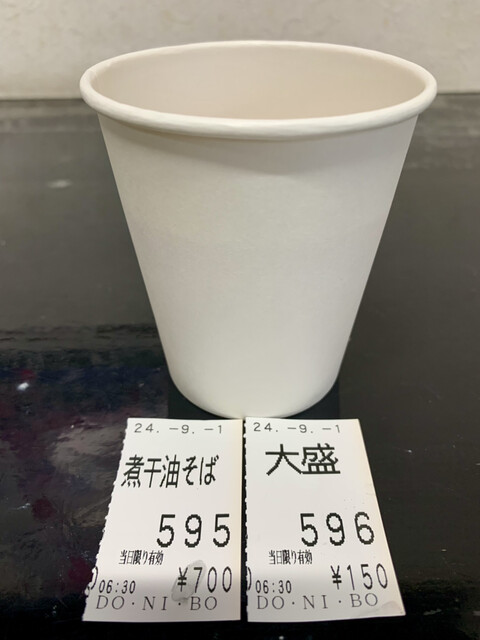 24. -9. -1
煮干油そば
595
当日限り有効
06:30 ¥700
DO・NI・BO
24. -9. -1
大盛
596
当日限り有効
06:30 ¥150
DO・NI・BO